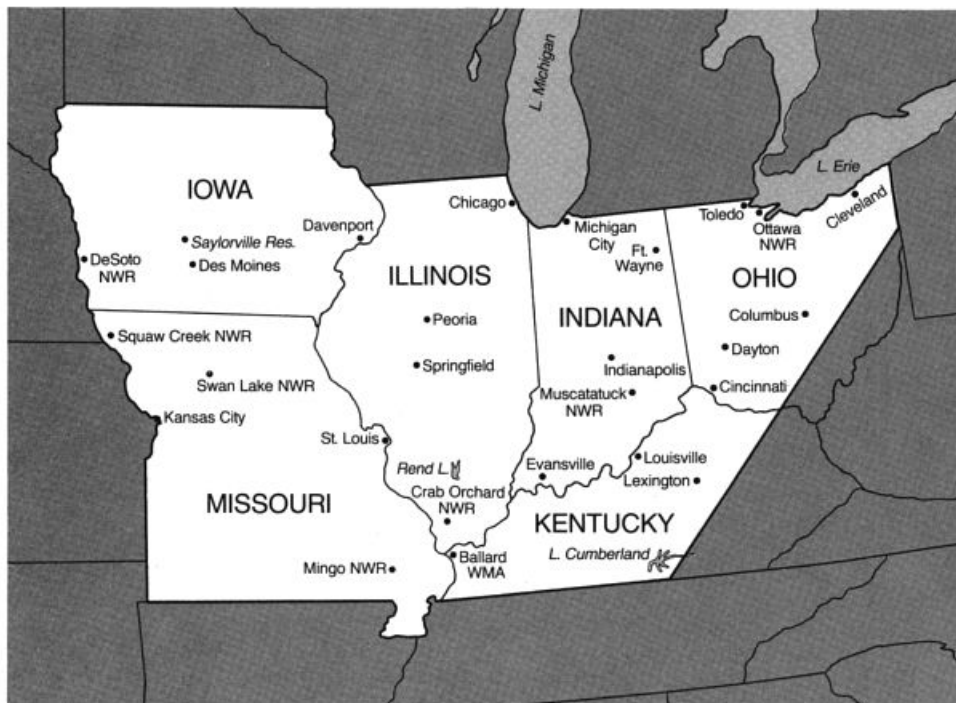 L. Michigan
L. Erie
IOWA
Chicago
Toledo
Cleveland
Davenport
Michigan
City
Ottawa
NWR
Saylorville Res.
Ft.
Wayne
DeSoto
NWR
Des Moines
ILLINOIS
OHIO
Peoria
INDIANA
Columbus
Squaw Creek NWR
Dayton
Springfield
Indianapolis
Swan Lake NWR
Cincinnati
Muscatatuck
NWR
Kansas City
St. Louis
Louisville
Rend L.
Evansville
Lexington
Crab Orchard
NWR
MISSOURI
KENTUCKY
L. Cumberland
Ballard
WMA
Mingo NWR